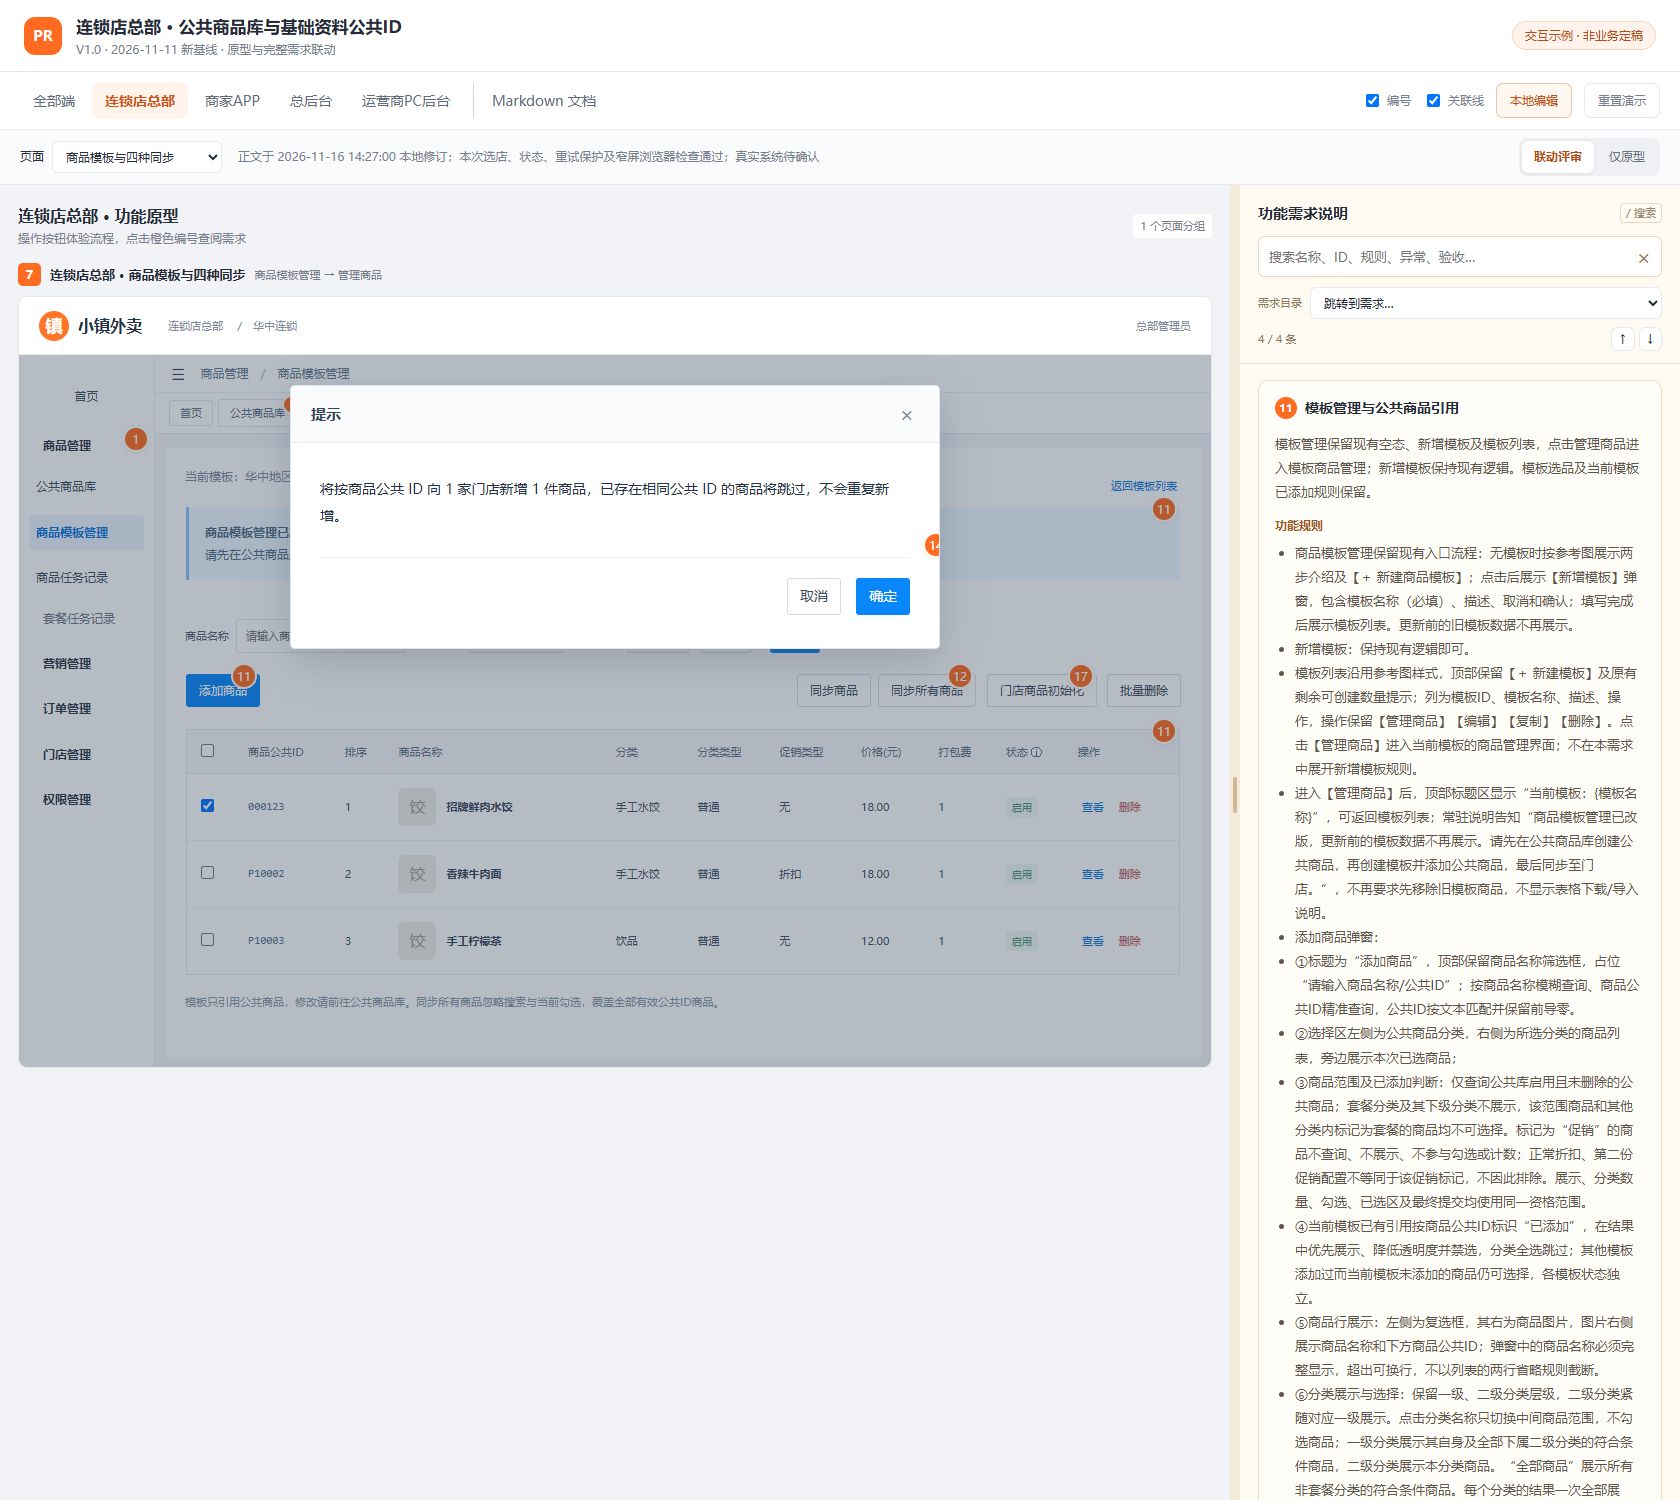 PR
连锁店总部 • 公共商品库与基础资料公共ID
V1.0 · 2026-11-11 新基线 · 原型与完整需求联动
交互示例 · 非业务定稿
全部端
连锁店总部
商家APP
总后台
运营商PC后台
Markdown 文档
编号
关联线
本地编辑
重置演示
页面
商品模板与四种同步
正文于 2026-11-16 14:27:00 本地修订；本次选店、状态、重试保护及窄屏浏览器检查通过；真实系统待确认
联动评审
仅原型
连锁店总部 • 功能原型
操作按钮体验流程，点击橙色编号查阅需求
1 个页面分组
7 连锁店总部 • 商品模板与四种同步 商品模板管理 → 管理商品
镇 小镇外卖 连锁店总部 / 华中连锁
总部管理员
首页
商品管理
1
公共商品库
商品模板管理
商品任务记录
套餐任务记录
营销管理
订单管理
门店管理
权限管理
☰ 商品管理 / 商品模板管理
首页
公共商品库
当前模板：华中地区
返回模板列表
11
商品模板管理已
请先在公共商品
提示
×
将按商品公共 ID 向 1 家门店新增 1 件商品，已存在相同公共 ID 的商品将跳过，不会重复新
增。
14
取消
确定
商品名称
请输入商
添加商品
11
同步商品
同步所有商品
12
门店商品初始化
17
批量删除
11
商品公共ID 排序 商品名称 分类 分类类型 促销类型 价格(元) 打包费 状态 ⓘ 操作
000123 1 饺 招牌鲜肉水饺 手工水饺 普通 无 18.00 1 启用 查看 删除
P10002 2 饺 香辣牛肉面 手工水饺 普通 折扣 18.00 1 启用 查看 删除
P10003 3 饺 手工柠檬茶 饮品 普通 无 12.00 1 启用 查看 删除
模板只引用公共商品，修改请前往公共商品库。同步所有商品忽略搜索与当前勾选，覆盖全部有效公共ID商品。
功能需求说明
/ 搜索
搜索名称、ID、规则、异常、验收...
×
需求目录
跳转到需求...
4 / 4 条
↑
↓
11 模板管理与公共商品引用
模板管理保留现有空态、新增模板及模板列表，点击管理商品进
入模板商品管理；新增模板保持现有逻辑。模板选品及当前模板
已添加规则保留。
功能规则
• 商品模板管理保留现有入口流程：无模板时按参考图展示两
步介绍及【 + 新建商品模板】；点击后展示【新增模板】弹
窗，包含模板名称（必填）、描述、取消和确认；填写完成
后展示模板列表。更新前的旧模板数据不再展示。
• 新增模板：保持现有逻辑即可。
• 模板列表沿用参考图样式，顶部保留【 + 新建模板】及原有
剩余可创建数量提示；列为模板ID、模板名称、描述、操
作，操作保留【管理商品】【编辑】【复制】【删除】。点
击【管理商品】进入当前模板的商品管理界面；不在本需求
中展开新增模板规则。
• 进入【管理商品】后，顶部标题区显示“当前模板：{模板名
称}”，可返回模板列表；常驻说明告知“商品模板管理已改
版，更新前的模板数据不再展示。请先在公共商品库创建公
共商品，再创建模板并添加公共商品，最后同步至门
店。”，不再要求先移除旧模板商品，不显示表格下载/导入
说明。
• 添加商品弹窗：
• ①标题为“添加商品”，顶部保留商品名称筛选框，占位
“请输入商品名称/公共ID”；按商品名称模糊查询、商品公
共ID精准查询，公共ID按文本匹配并保留前导零。
• ②选择区左侧为公共商品分类，右侧为所选分类的商品列
表，旁边展示本次已选商品；
• ③商品范围及已添加判断：仅查询公共库启用且未删除的公
共商品；套餐分类及其下级分类不展示，该范围商品和其他
分类内标记为套餐的商品均不可选择。标记为“促销”的商
品不查询、不展示、不参与勾选或计数；正常折扣、第二份
促销配置不等同于该促销标记，不因此排除。展示、分类数
量、勾选、已选区及最终提交均使用同一资格范围。
• ④当前模板已有引用按商品公共ID标识“已添加”，在结果
中优先展示、降低透明度并禁选，分类全选跳过；其他模板
添加过而当前模板未添加的商品仍可选择，各模板状态独
立。
• ⑤商品行展示：左侧为复选框，其右为商品图片，图片右侧
展示商品名称和下方商品公共ID；弹窗中的商品名称必须完
整显示，超出可换行，不以列表的两行省略规则截断。
• ⑥分类展示与选择：保留一级、二级分类层级，二级分类紧
随对应一级展示。点击分类名称只切换中间商品范围，不勾
选商品；一级分类展示其自身及全部下属二级分类的符合条
件商品，二级分类展示本分类商品。“全部商品”展示所有
非套餐分类的符合条件商品。每个分类的结果一次全部展